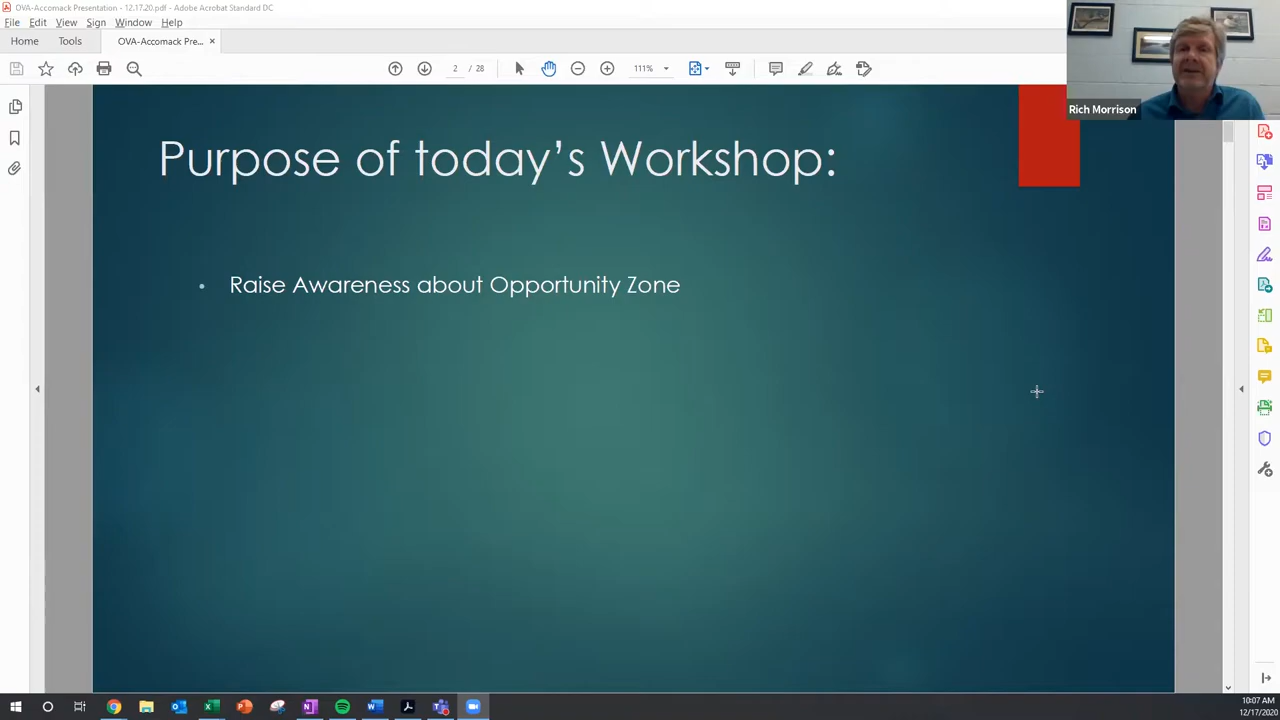 OVA-Accomack Presentation - 12.17.20.pdf - Adobe Acrobat Standard DC
File Edit View Sign Window Help
Home Tools OVA-Accomack Pre... ×
2 28 111%
Rich Morrison
Purpose of today's Workshop:
• Raise Awareness about Opportunity Zone
10:07 AM
12/17/2020